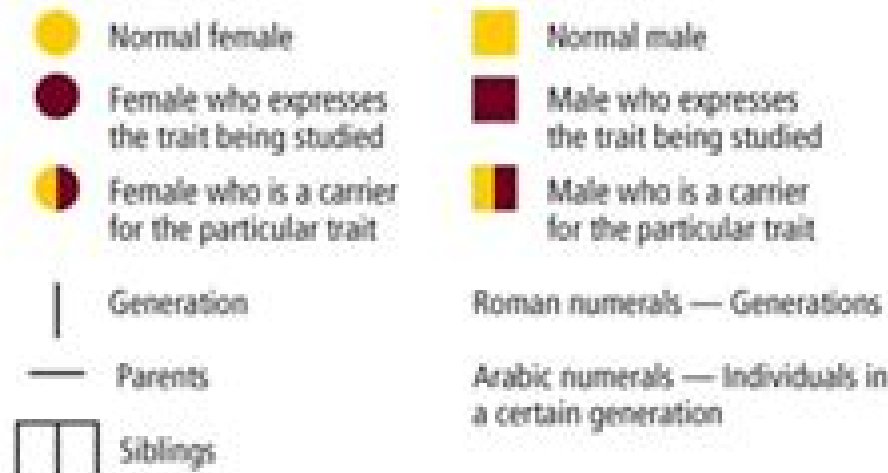 Normal female
Female who expresses
the trait being studied
Female who is a carrier
for the particular trait
Generation
Parents
Siblings
Normal male
Male who expresses
the trait being studied
Male who is a carrier
for the particular trait
Roman numerals — Generations
Arabic numerals — Individuals in
a certain generation